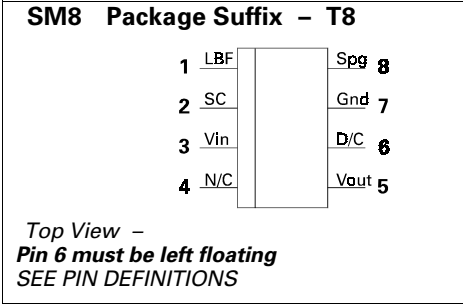 SM8 Package Suffix – T8
1 LBF Spg 8
2 SC Gnd 7
3 Vin D/C 6
4 N/C Vout 5
Top View –
Pin 6 must be left floating
SEE PIN DEFINITIONS